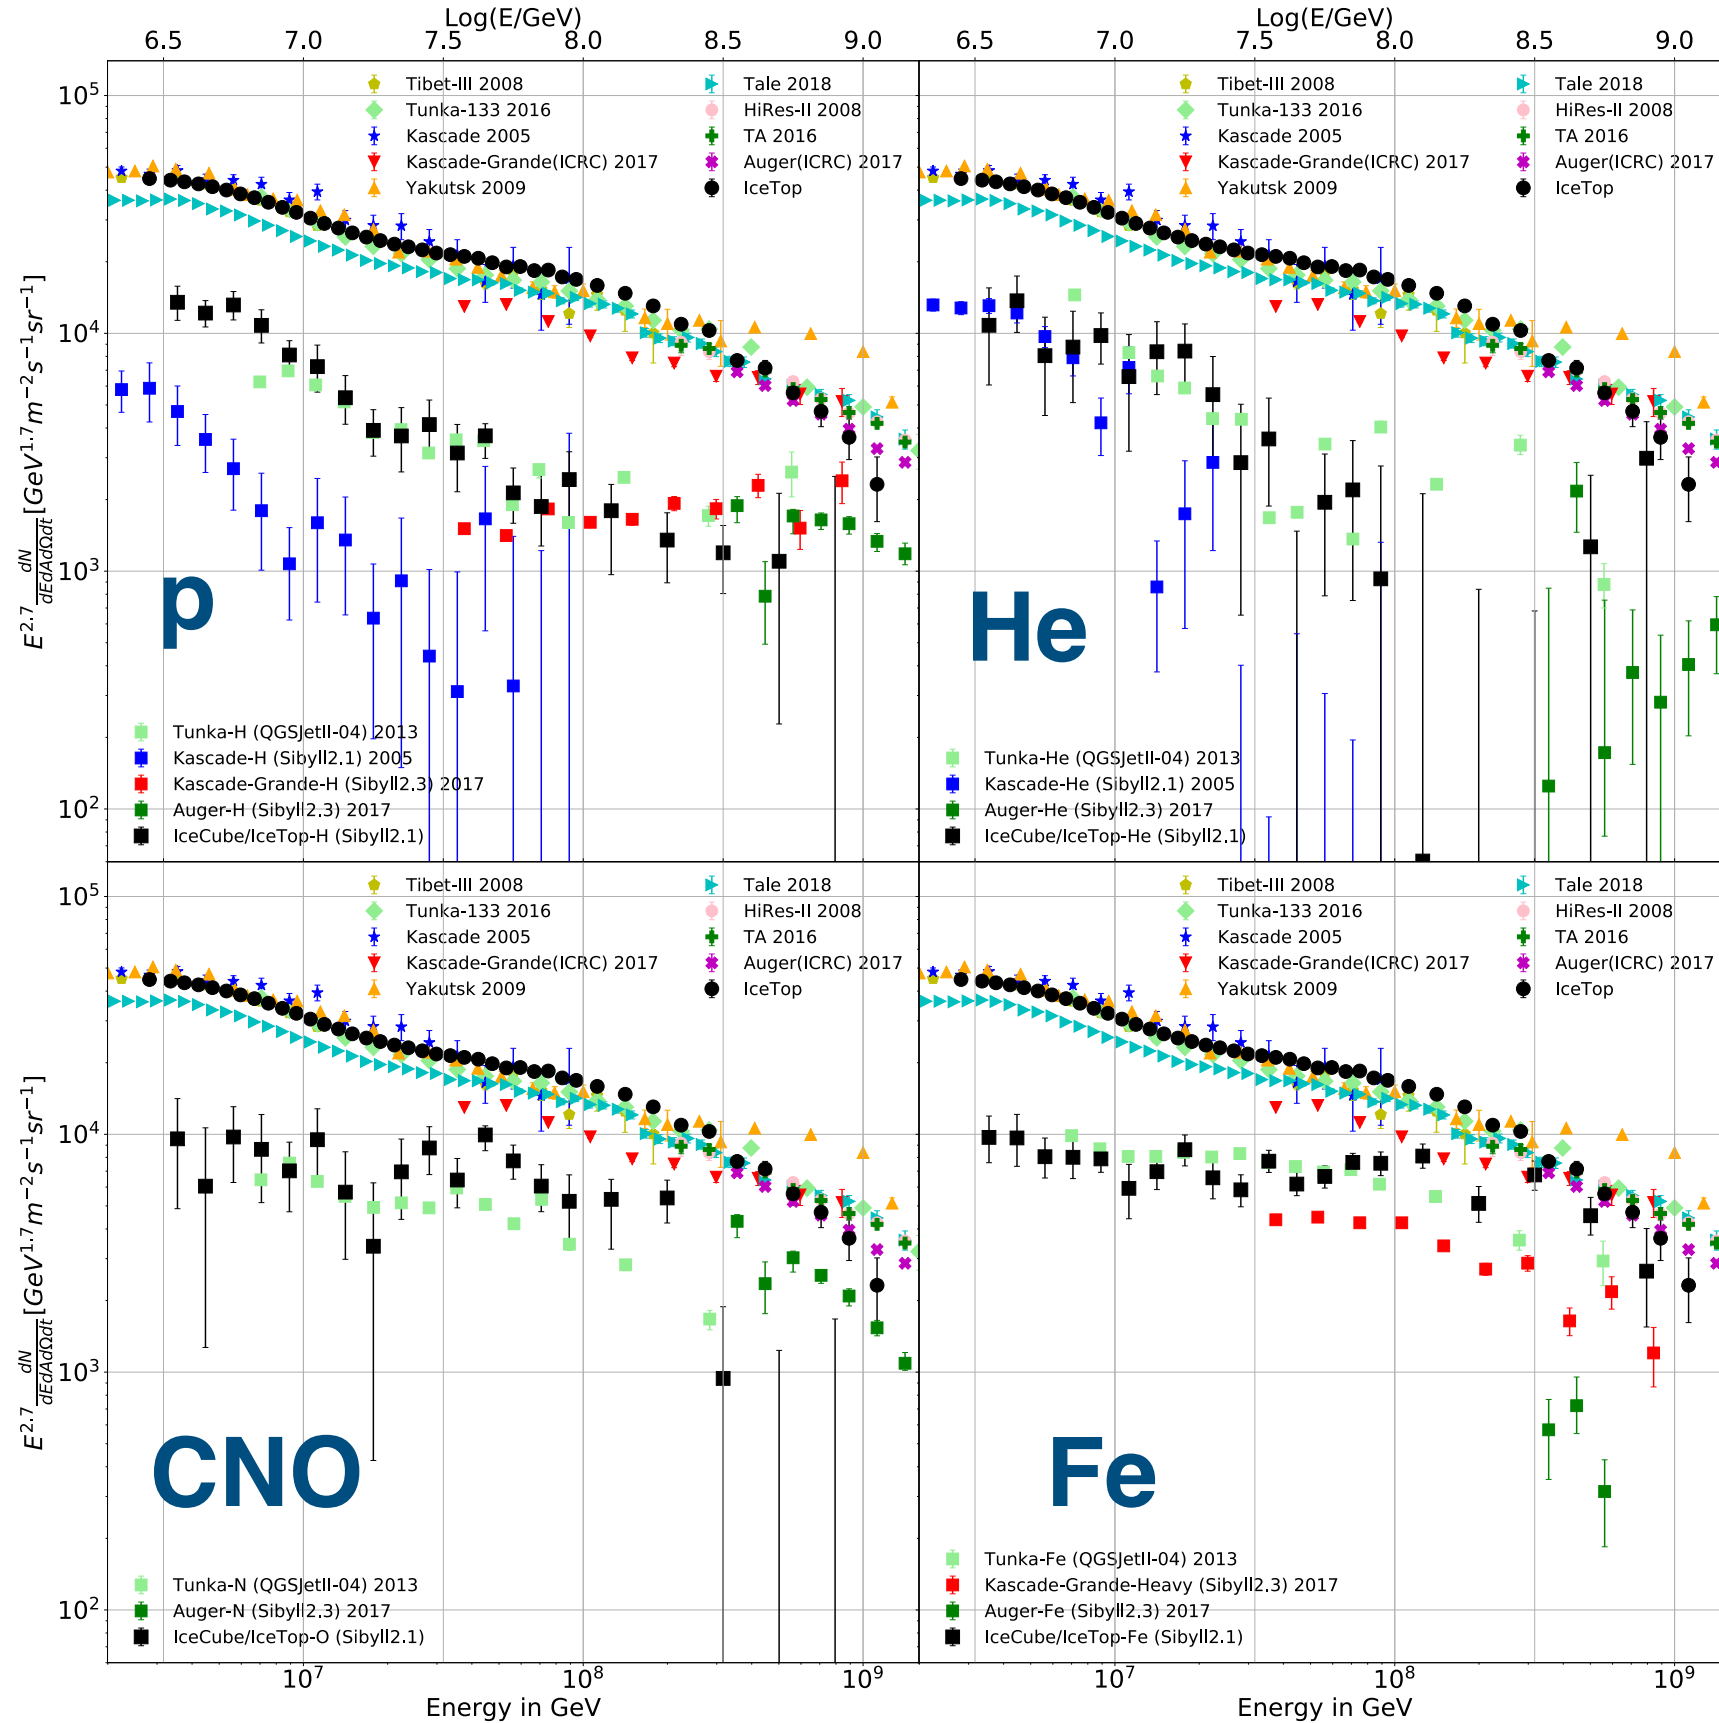 Log(E/GeV) Log(E/GeV)
6.5 7.0 7.5 8.0 8.5 9.0 6.5 7.0 7.5 8.0 8.5 9.0
10^5
Tibet-III 2008
Tunka-133 2016
Kascade 2005
Kascade-Grande(ICRC) 2017
Yakutsk 2009
Tale 2018
HiRes-II 2008
TA 2016
Auger(ICRC) 2017
IceTop
10^4
E^2.7 dN/dEdAdΩdt [GeV^1.7 m^−2 s^−1 sr^−1]
10^3
p
Tunka-H (QGSJetII-04) 2013
Kascade-H (Sibyll2.1) 2005
Kascade-Grande-H (Sibyll2.3) 2017
Auger-H (Sibyll2.3) 2017
IceCube/IceTop-H (Sibyll2.1)
10^2
Tibet-III 2008
Tunka-133 2016
Kascade 2005
Kascade-Grande(ICRC) 2017
Yakutsk 2009
Tale 2018
HiRes-II 2008
TA 2016
Auger(ICRC) 2017
IceTop
He
Tunka-He (QGSJetII-04) 2013
Kascade-He (Sibyll2.1) 2005
Auger-He (Sibyll2.3) 2017
IceCube/IceTop-He (Sibyll2.1)
10^5
Tibet-III 2008
Tunka-133 2016
Kascade 2005
Kascade-Grande(ICRC) 2017
Yakutsk 2009
Tale 2018
HiRes-II 2008
TA 2016
Auger(ICRC) 2017
IceTop
10^4
E^2.7 dN/dEdAdΩdt [GeV^1.7 m^−2 s^−1 sr^−1]
10^3
CNO
Tunka-N (QGSJetII-04) 2013
Auger-N (Sibyll2.3) 2017
IceCube/IceTop-O (Sibyll2.1)
10^2
Tibet-III 2008
Tunka-133 2016
Kascade 2005
Kascade-Grande(ICRC) 2017
Yakutsk 2009
Tale 2018
HiRes-II 2008
TA 2016
Auger(ICRC) 2017
IceTop
Fe
Tunka-Fe (QGSJetII-04) 2013
Kascade-Grande-Heavy (Sibyll2.3) 2017
Auger-Fe (Sibyll2.3) 2017
IceCube/IceTop-Fe (Sibyll2.1)
10^7 10^8 10^9 10^7 10^8 10^9
Energy in GeV Energy in GeV